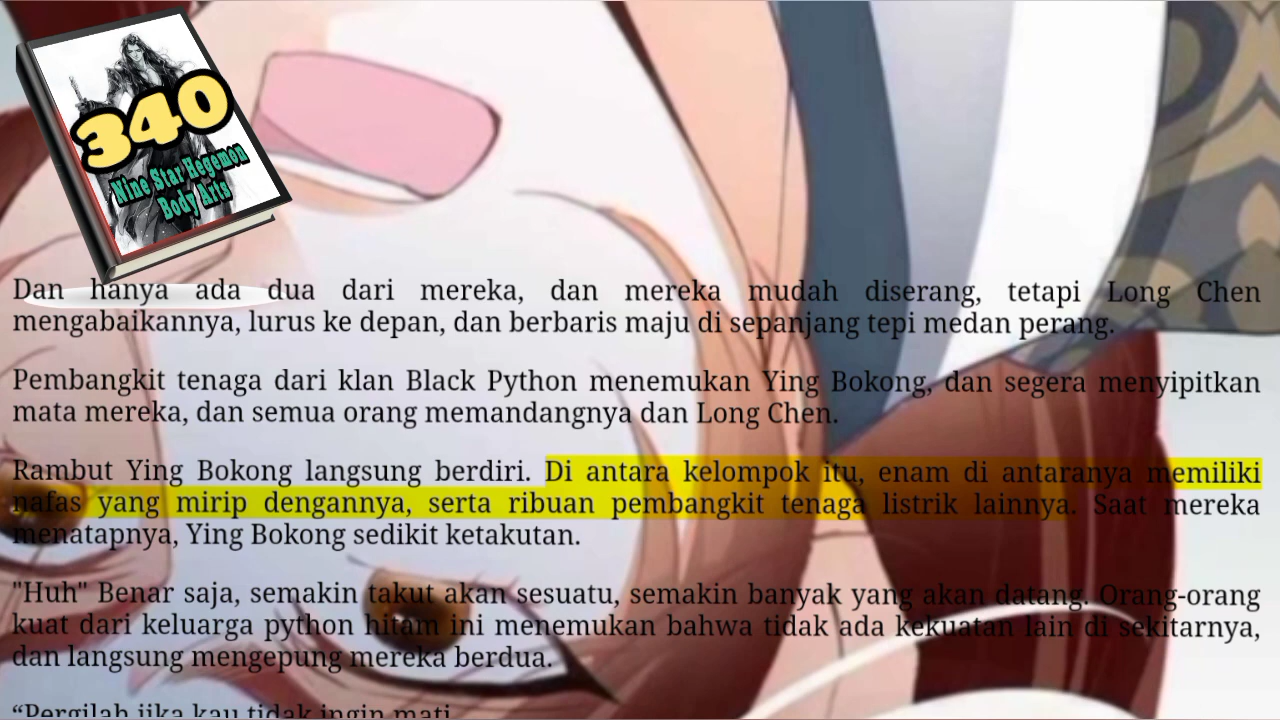 340
Nine Star Hegemon
Body Arts
Dan hanya ada dua dari mereka, dan mereka mudah diserang, tetapi Long Chen
mengabaikannya, lurus ke depan, dan berbaris maju di sepanjang tepi medan perang.
Pembangkit tenaga dari klan Black Python menemukan Ying Bokong, dan segera menyipitkan
mata mereka, dan semua orang memandangnya dan Long Chen.
Rambut Ying Bokong langsung berdiri. Di antara kelompok itu, enam di antaranya memiliki
nafas yang mirip dengannya, serta ribuan pembangkit tenaga listrik lainnya. Saat mereka
menatapnya, Ying Bokong sedikit ketakutan.
"Huh" Benar saja, semakin takut akan sesuatu, semakin banyak yang akan datang. Orang-orang
kuat dari keluarga python hitam ini menemukan bahwa tidak ada kekuatan lain di sekitarnya,
dan langsung mengepung mereka berdua.
“Pergilah jika kau tidak ingin mati